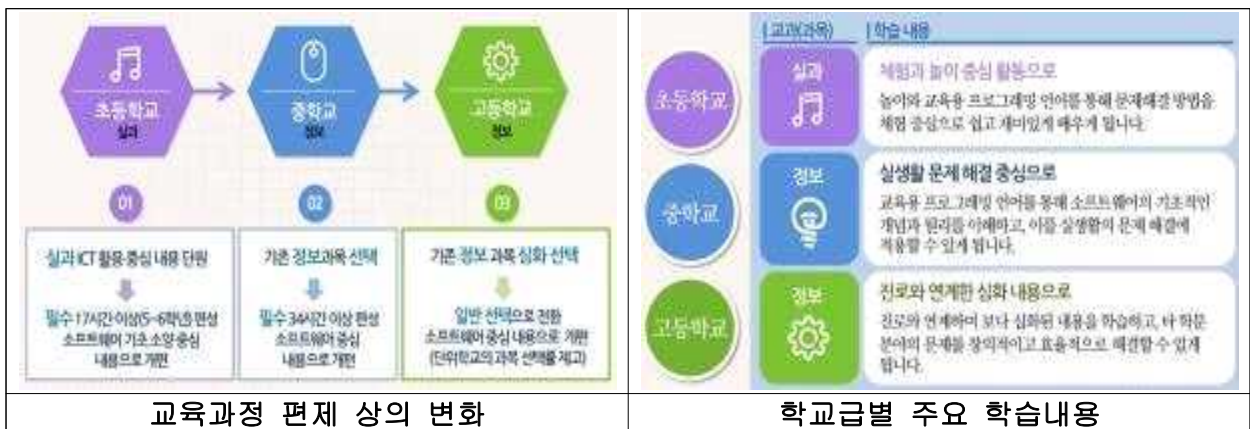 초등학교
실과
중학교
정보
고등학교
정보
01
실과 ICT 활용 중심 내용 단원
필수 17시간 이상(5~6학년) 편성
소프트웨어 기초 소양 중심
내용으로 개편
02
기존 정보과목 선택
필수 34시간 이상 편성
소프트웨어 중심
내용으로 개편
03
기존 정보 과목 심화 선택
일반 선택으로 전환
소프트웨어 중심 내용으로 개편
(단위학교의 과목 선택률 제고)
교육과정 편제 상의 변화
교과(과목)
학습 내용
초등학교
실과
체험과 놀이 중심 활동으로
놀이와 교육용 프로그래밍 언어를 통해 문제해결 방법을
체험 중심으로 쉽고 재미있게 배우게 됩니다.
중학교
정보
실생활 문제 해결 중심으로
교육용 프로그래밍 언어를 통해 소프트웨어의 기초적인
개념과 원리를 이해하고, 이를 실생활의 문제 해결에
적용할 수 있게 됩니다.
고등학교
정보
진로와 연계한 심화 내용으로
진로와 연계하여 보다 심화된 내용을 학습하고, 타 학문
분야의 문제를 창의적이고 효율적으로 해결할 수 있게
됩니다.
학교급별 주요 학습내용